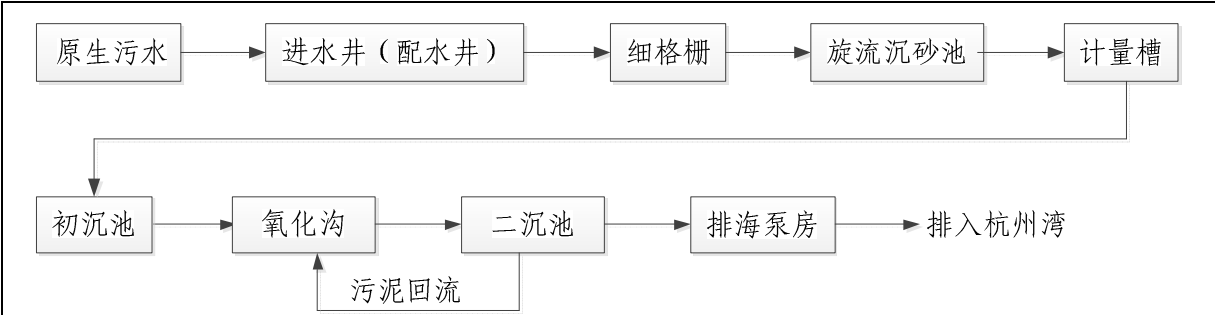 原生污水
进水井（配水井）
细格栅
旋流沉砂池
计量槽
初沉池
氧化沟
二沉池
排海泵房
排入杭州湾
污泥回流